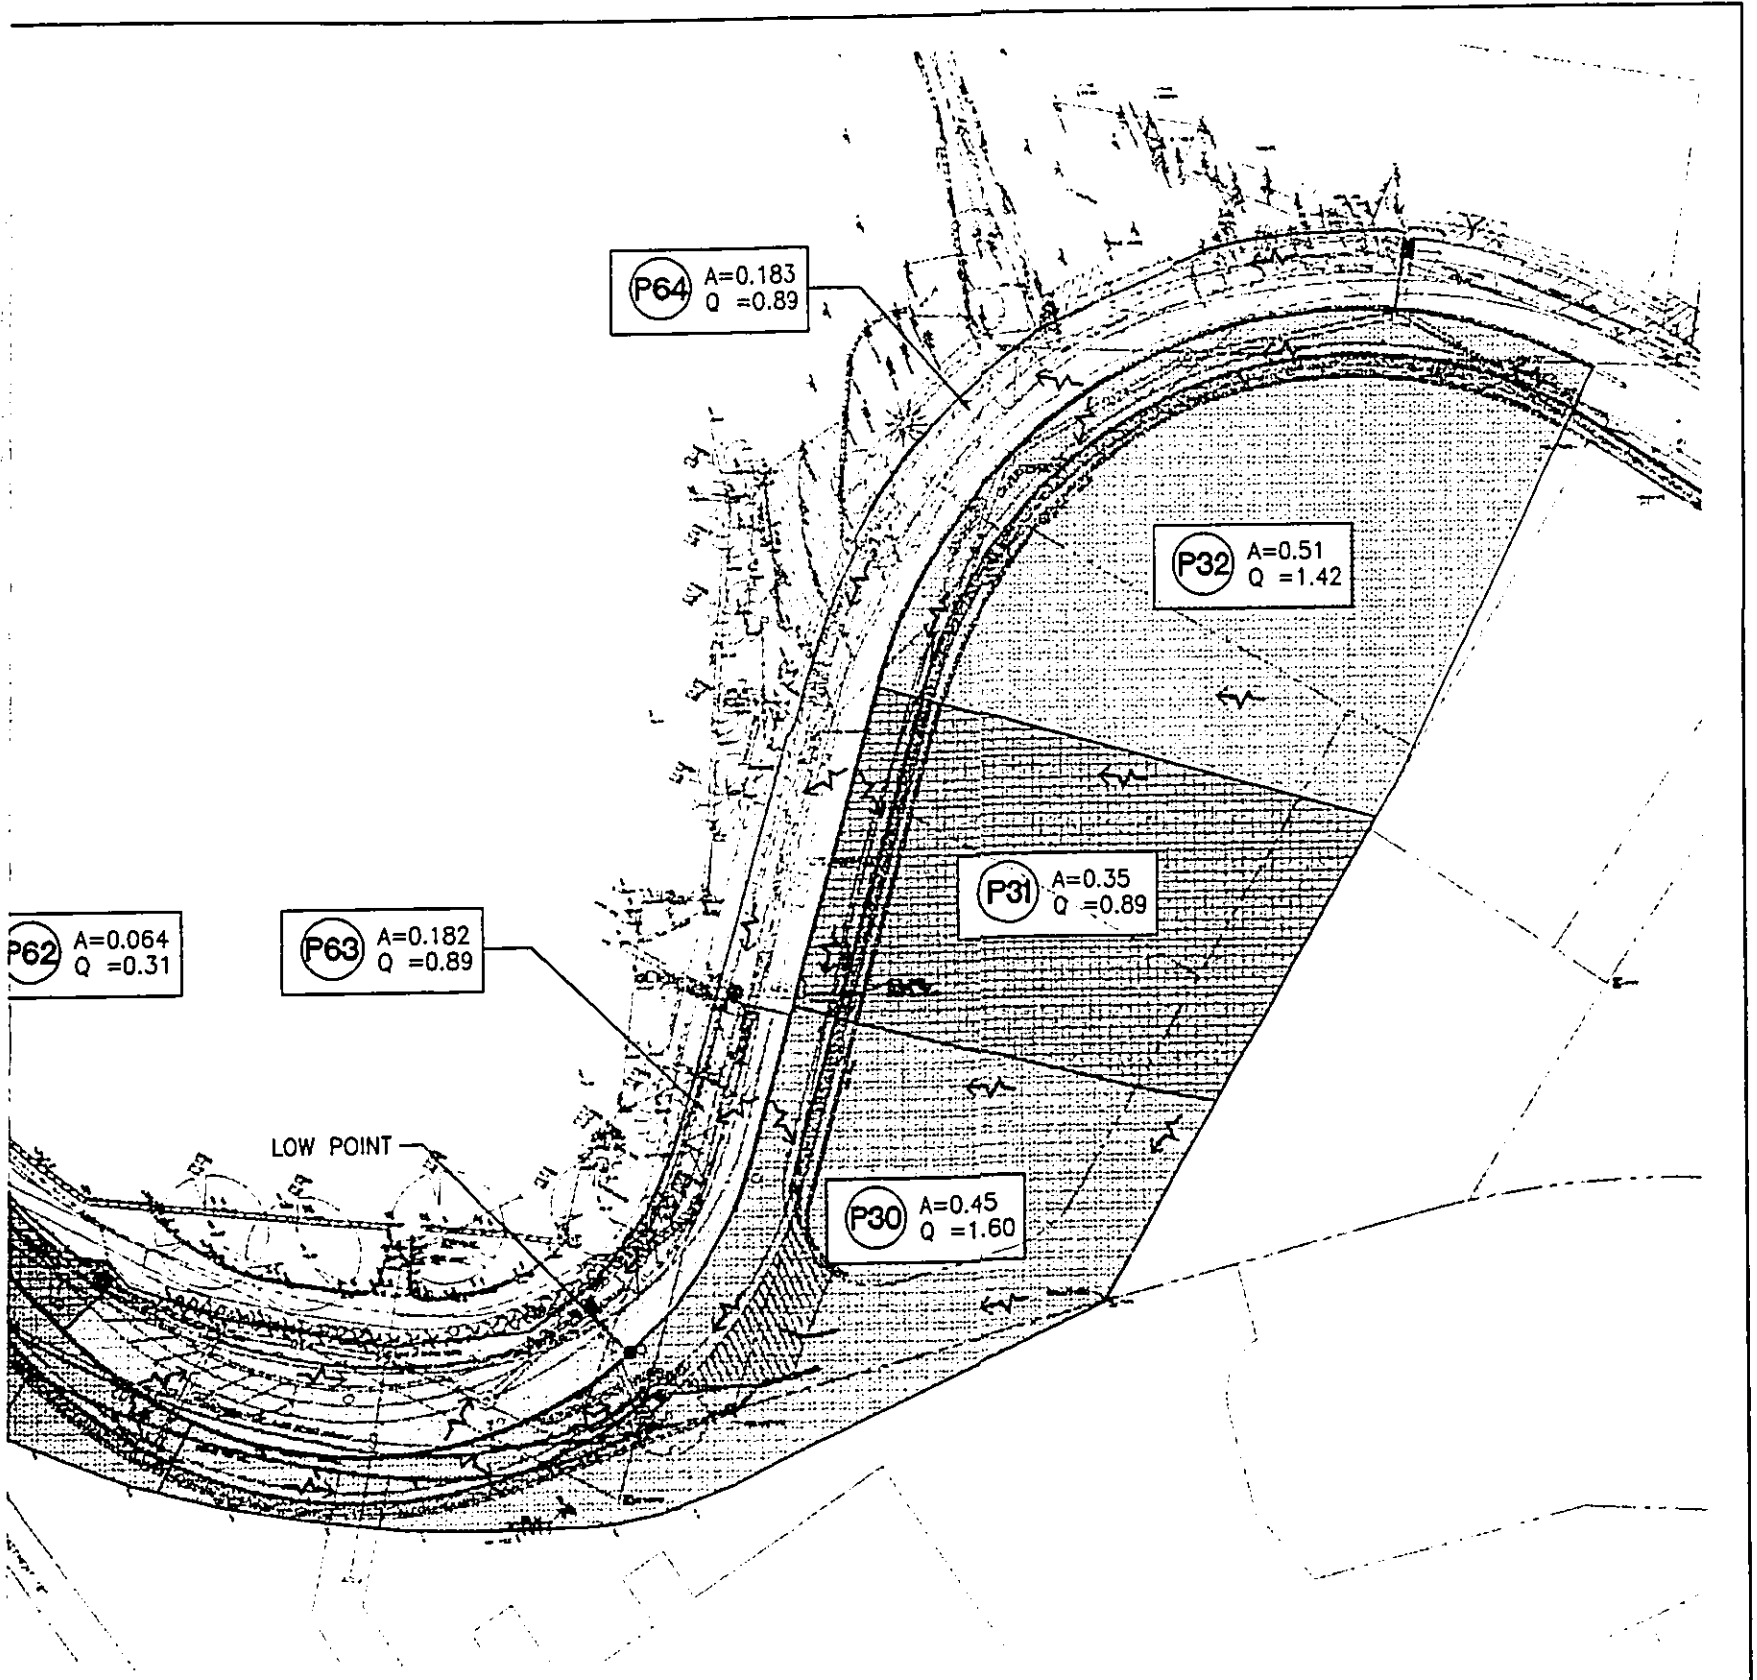 P64 A=0.183
Q =0.89
P32 A=0.51
Q =1.42
P31 A=0.35
Q =0.89
P62 A=0.064
Q =0.31
P63 A=0.182
Q =0.89
LOW POINT
P30 A=0.45
Q =1.60